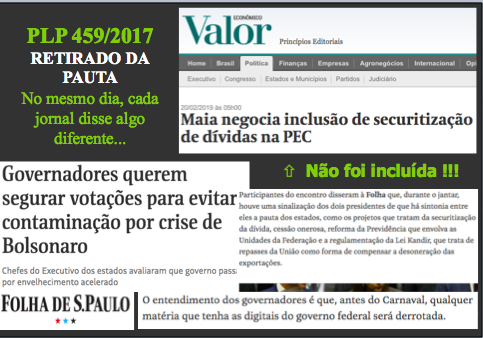 PLP 459/2017
RETIRADO DA
PAUTA
No mesmo dia, cada
jornal disse algo
diferente...
ECONÔMICO
Valor
Princípios Editoriais
Home Brasil Política Finanças Empresas Agronegócios Internacional
Executivo Congresso Estados e Municípios Partidos Judiciário
20/02/2019 às 05h00
Maia negocia inclusão de securitização
de dívidas na PEC
⇧ Não foi incluída !!!
Governadores querem
segurar votações para evitar
contaminação por crise de
Bolsonaro
Chefes do Executivo dos estados avaliaram que governo pass
por envelhecimento acelerado
Participantes do encontro disseram à Folha que, durante o jantar,
houve uma sinalização dos dois presidentes de que há sintonia entre
eles a pauta dos estados, como os projetos que tratam da securitização
da dívida, cessão onerosa, reforma da Previdência que envolva as
Unidades da Federação e a regulamentação da Lei Kandir, que trata de
repasses da União como forma de compensar a desoneração das
exportações.
FOLHA DE S.PAULO
O entendimento dos governadores é que, antes do Carnaval, qualquer
matéria que tenha as digitais do governo federal será derrotada.